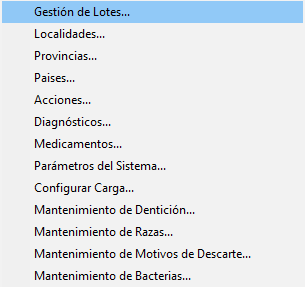 Gestión de Lotes...
Localidades...
Provincias...
Paises...
Acciones...
Diagnósticos...
Medicamentos...
Parámetros del Sistema...
Configurar Carga...
Mantenimiento de Dentición...
Mantenimiento de Razas...
Mantenimiento de Motivos de Descarte...
Mantenimiento de Bacterias...